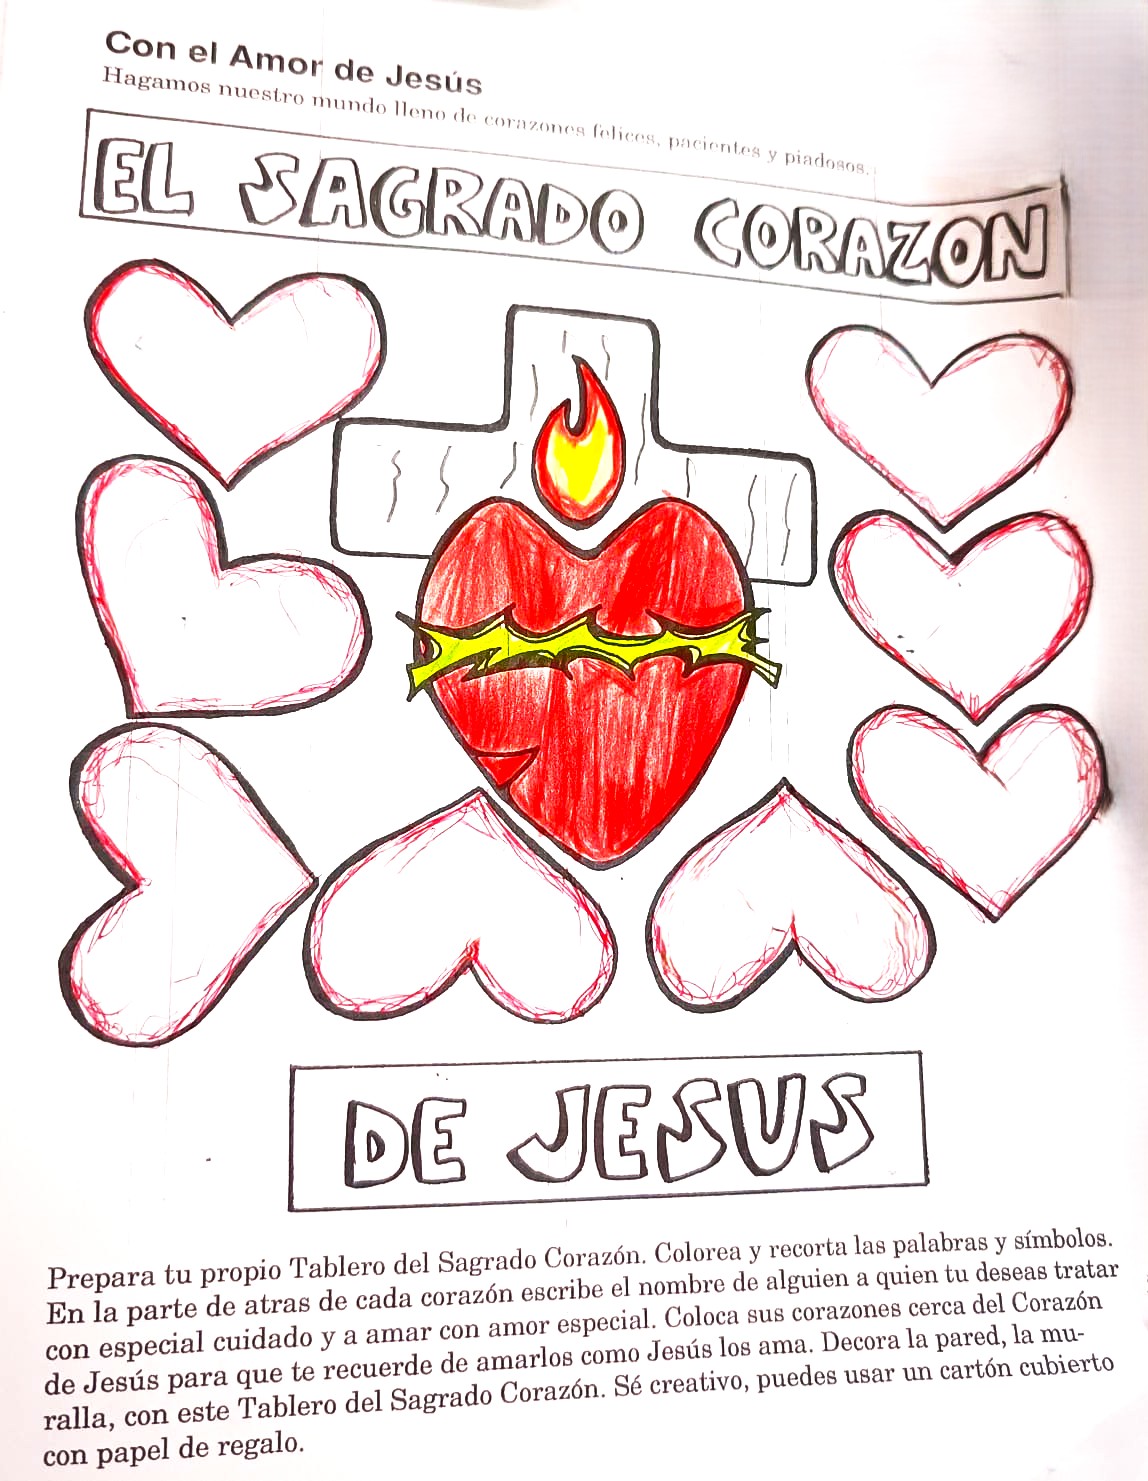 Con el Amor de Jesús
Hagamos nuestro mundo lleno de corazones felices, pacientes y piadosos.
EL SAGRADO CORAZON
DE JESUS
Prepara tu propio Tablero del Sagrado Corazón. Colorea y recorta las palabras y símbolos.
En la parte de atras de cada corazón escribe el nombre de alguien a quien tu deseas tratar
con especial cuidado y a amar con amor especial. Coloca sus corazones cerca del Corazón
de Jesús para que te recuerde de amarlos como Jesús los ama. Decora la pared, la mu-
ralla, con este Tablero del Sagrado Corazón. Sé creativo, puedes usar un cartón cubierto
con papel de regalo.